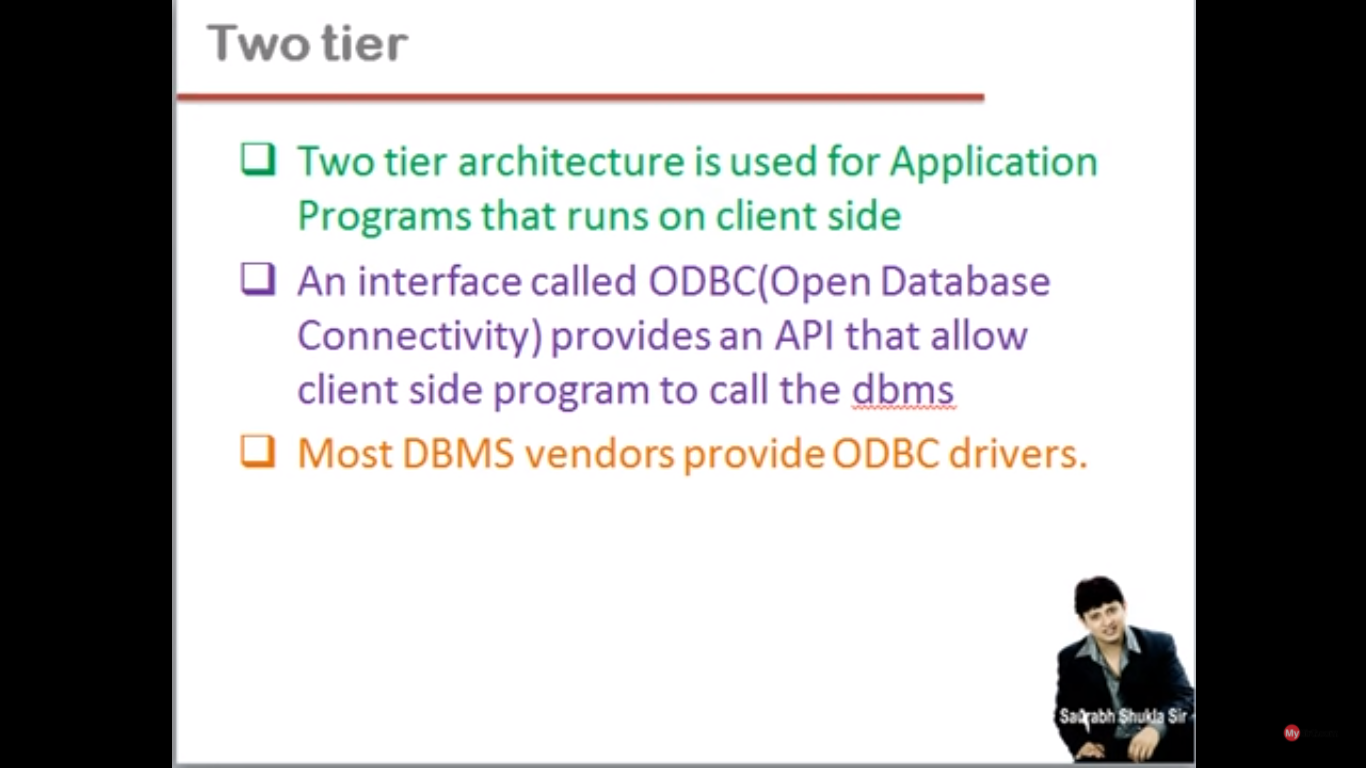 Two tier
Two tier architecture is used for Application
Programs that runs on client side
An interface called ODBC(Open Database
Connectivity) provides an API that allow
client side program to call the dbms
Most DBMS vendors provide ODBC drivers.
Saurabh Shukla Sir
My